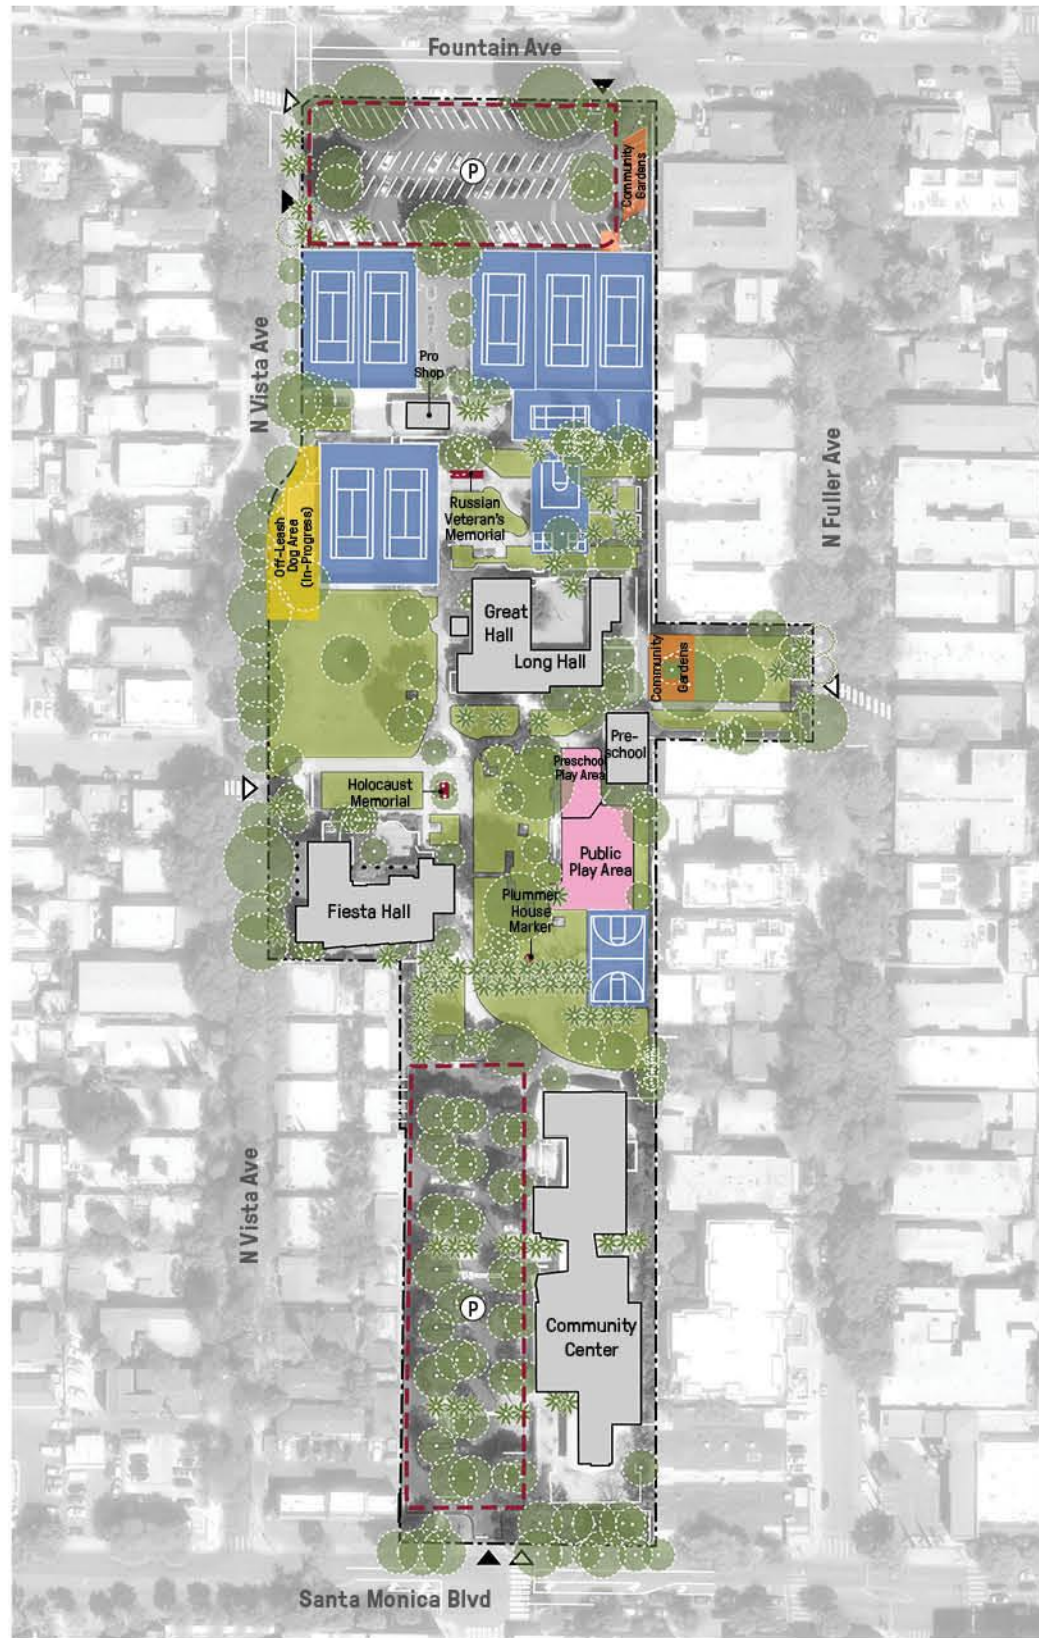 Fountain Ave
P
Community
Gardens
N Vista Ave
Pro
Shop
N Fuller Ave
Russian
Veteran's
Memorial
Off-Leash
Dog Area
(In-Progress)
Great
Hall
Long Hall
Community
Gardens
Pre-
school
Preschool
Play Area
Holocaust
Memorial
Public
Play Area
Plummer
House
Marker
Fiesta Hall
N Vista Ave
P
Community
Center
Santa Monica Blvd